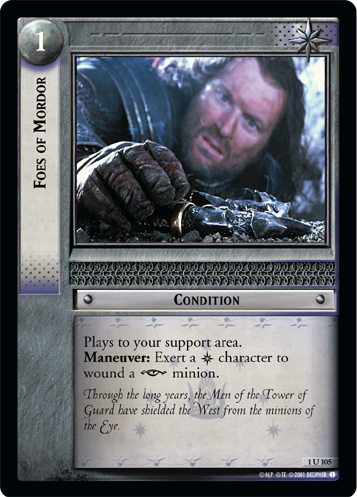 1
FOES OF MORDOR
CONDITION
Plays to your support area.
Maneuver: Exert a character to
wound a minion.
Through the long years, the Men of the Tower of
Guard have shielded the West from the minions of
the Eye.
1 U 105
©NLP ©TE ©2001 DECIPHER